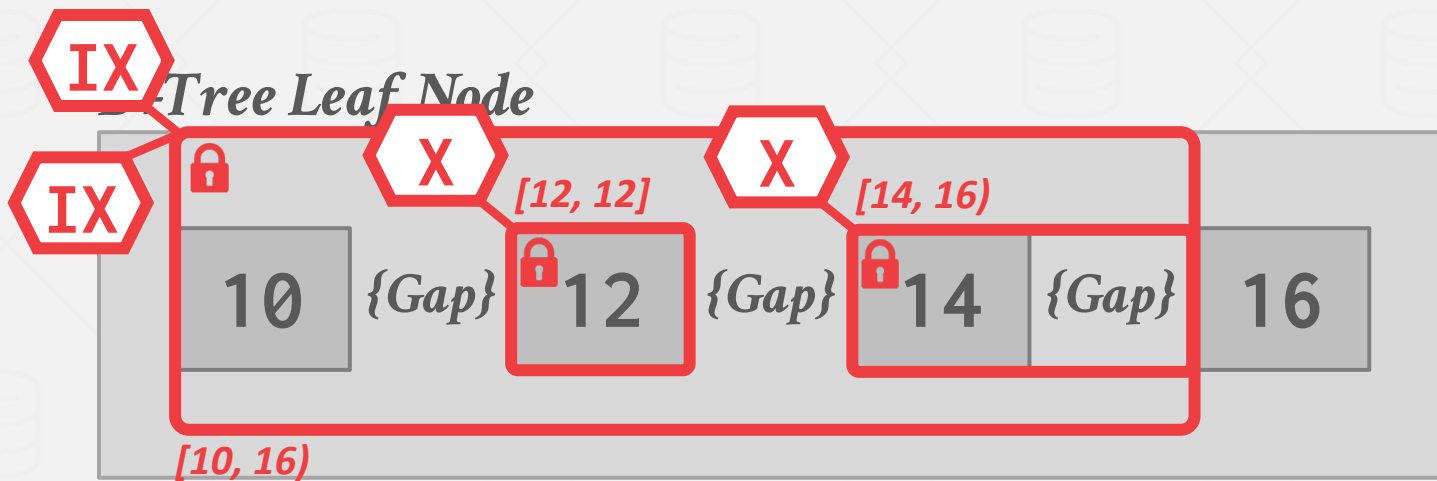 IX
Tree Leaf Node
IX
X
X
[12, 12]
[14, 16)
10 {Gap} 12 {Gap} 14 {Gap} 16
[10, 16)